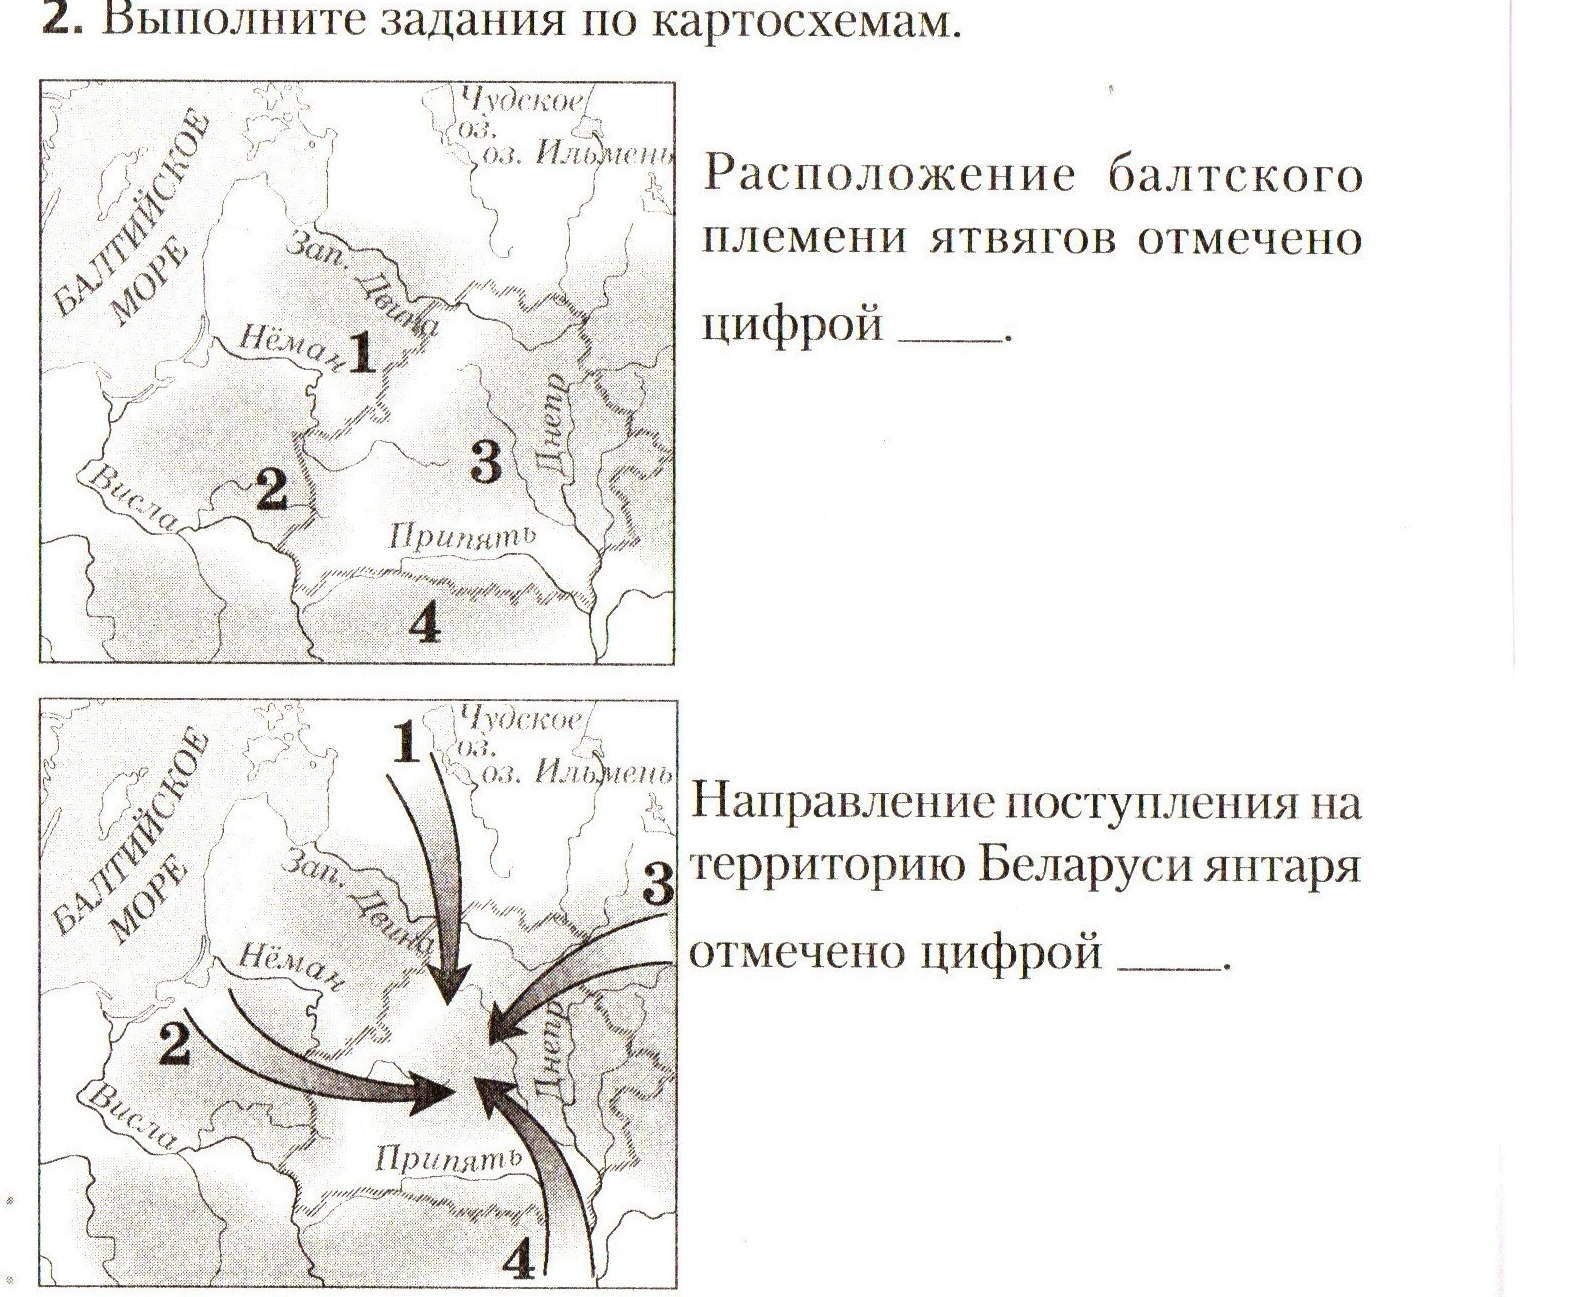 2. Выполните задания по картосхемам.
Чудское
оз.
оз. Ильмень
БАЛТИЙСКОЕ
МОРЕ
Зап. Двина
Нёман
1
Днепр
3
2
Висла
Припять
4
Расположение балтского
племени ятвягов отмечено
цифрой _____.
1
Чудское
оз.
оз. Ильмень
БАЛТИЙСКОЕ
МОРЕ
Зап. Двина
3
Нёман
2
Днепр
Висла
Припять
4
Направление поступления на
территорию Беларуси янтаря
отмечено цифрой _____.